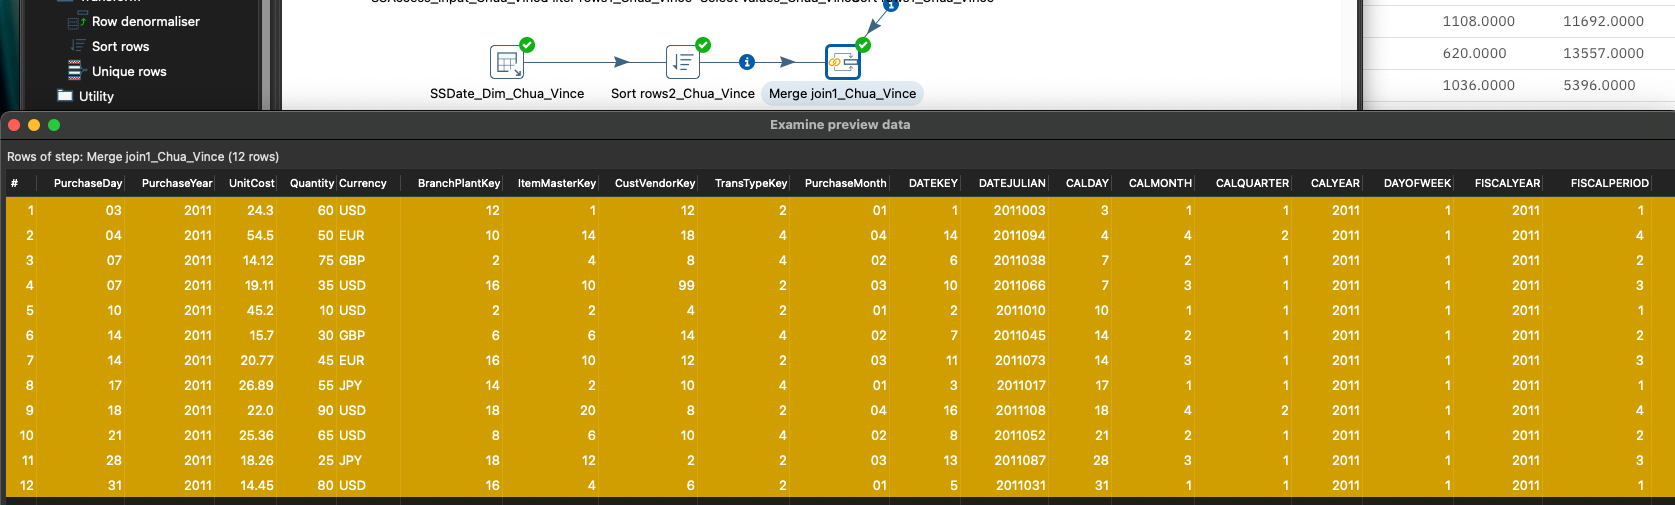 Row denormaliser
Sort rows
Unique rows
Utility
SSDate_Dim_Chua_Vince Sort rows2_Chua_Vince Merge join1_Chua_Vince
1108.0000 11692.0000
620.0000 13557.0000
1036.0000 5396.0000
Examine preview data
Rows of step: Merge join1_Chua_Vince (12 rows)
# PurchaseDay PurchaseYear UnitCost Quantity Currency BranchPlantKey ItemMasterKey CustVendorKey TransTypeKey PurchaseMonth DATEKEY DATEJULIAN CALDAY CALMONTH CALQUARTER CALYEAR DAYOFWEEK FISCALYEAR FISCALPERIOD
1 03 2011 24.3 60 USD 12 1 12 2 01 1 2011003 3 1 1 2011 1 2011 1
2 04 2011 54.5 50 EUR 10 14 18 4 04 14 2011094 4 4 2 2011 1 2011 4
3 07 2011 14.12 75 GBP 2 4 8 4 02 6 2011038 7 2 1 2011 1 2011 2
4 07 2011 19.11 35 USD 16 10 99 2 03 10 2011066 7 3 1 2011 1 2011 3
5 10 2011 45.2 10 USD 2 2 4 2 01 2 2011010 10 1 1 2011 1 2011 1
6 14 2011 15.7 30 GBP 6 6 14 4 02 7 2011045 14 2 1 2011 1 2011 2
7 14 2011 20.77 45 EUR 16 10 12 2 03 11 2011073 14 3 1 2011 1 2011 3
8 17 2011 26.89 55 JPY 14 2 10 4 01 3 2011017 17 1 1 2011 1 2011 1
9 18 2011 22.0 90 USD 18 20 8 2 04 16 2011108 18 4 2 2011 1 2011 4
10 21 2011 25.36 65 USD 8 6 10 4 02 8 2011052 21 2 1 2011 1 2011 2
11 28 2011 18.26 25 JPY 18 12 2 2 03 13 2011087 28 3 1 2011 1 2011 3
12 31 2011 14.45 80 USD 16 4 6 2 01 5 2011031 31 1 1 2011 1 2011 1